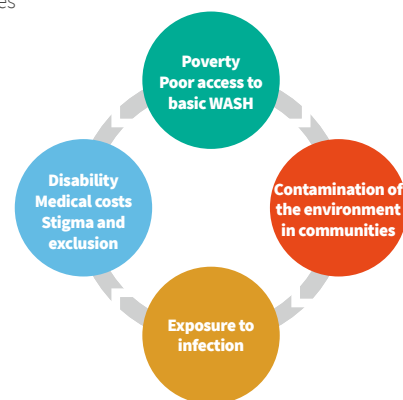 es
Poverty
Poor access to
basic WASH
Disability
Medical costs
Stigma and
exclusion
Contamination of
the environment
in communities
Exposure to
infection